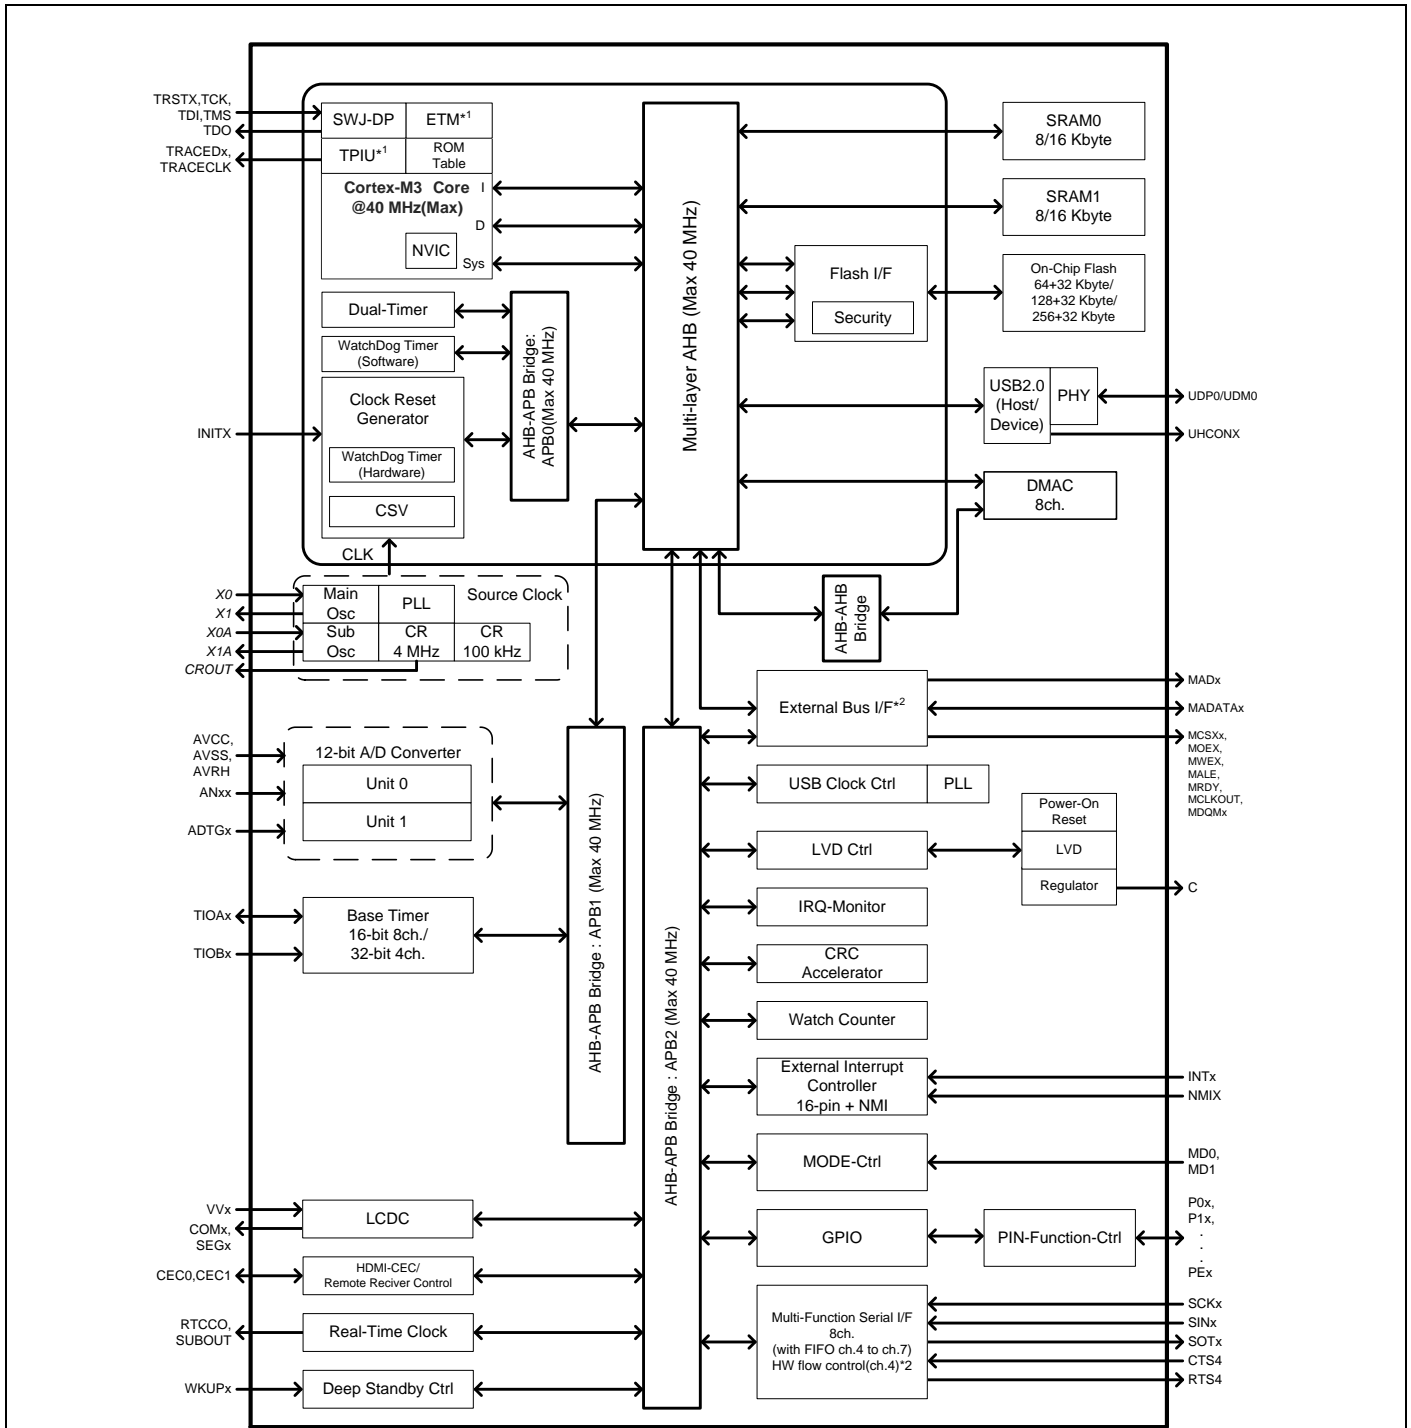 TRSTX,TCK,
TDI,TMS
TDO
TRACEDx,
TRACECLK
SWJ-DP
ETM*1
TPIU*1
ROM
Table
Cortex-M3 Core
@40 MHz(Max)
I
D
Sys
NVIC
Dual-Timer
WatchDog Timer
(Software)
Clock Reset
Generator
WatchDog Timer
(Hardware)
CSV
INITX
CLK
AHB-APB Bridge:
APB0(Max 40 MHz)
Multi-layer AHB (Max 40 MHz)
SRAM0
8/16 Kbyte
SRAM1
8/16 Kbyte
Flash I/F
Security
On-Chip Flash
64+32 Kbyte/
128+32 Kbyte/
256+32 Kbyte
USB2.0
(Host/
Device)
PHY
UDP0/UDM0
UHCONX
DMAC
8ch.
AHB-AHB
Bridge
X0
X1
X0A
X1A
CROUT
Main
Osc
PLL
Source Clock
Sub
Osc
CR
4 MHz
CR
100 kHz
AVCC,
AVSS,
AVRH
ANxx
ADTGx
12-bit A/D Converter
Unit 0
Unit 1
TIOAx
TIOBx
Base Timer
16-bit 8ch./
32-bit 4ch.
AHB-APB Bridge : APB1 (Max 40 MHz)
AHB-APB Bridge : APB2 (Max 40 MHz)
External Bus I/F*2
MADx
MADATAx
MCSXx,
MOEX,
MWEX,
MALE,
MRDY,
MCLKOUT,
MDQMx
USB Clock Ctrl
PLL
LVD Ctrl
Power-On
Reset
LVD
Regulator
C
IRQ-Monitor
CRC
Accelerator
Watch Counter
External Interrupt
Controller
16-pin + NMI
INTx
NMIX
MODE-Ctrl
MD0,
MD1
GPIO
PIN-Function-Ctrl
P0x,
P1x,
.
.
.
PEx
Multi-Function Serial I/F
8ch.
(with FIFO ch.4 to ch.7)
HW flow control(ch.4)*2
SCKx
SINx
SOTx
CTS4
RTS4
VVx
COMx,
SEGx
LCDC
CEC0,CEC1
HDMI-CEC/
Remote Reciver Control
RTCCO,
SUBOUT
Real-Time Clock
WKUPx
Deep Standby Ctrl